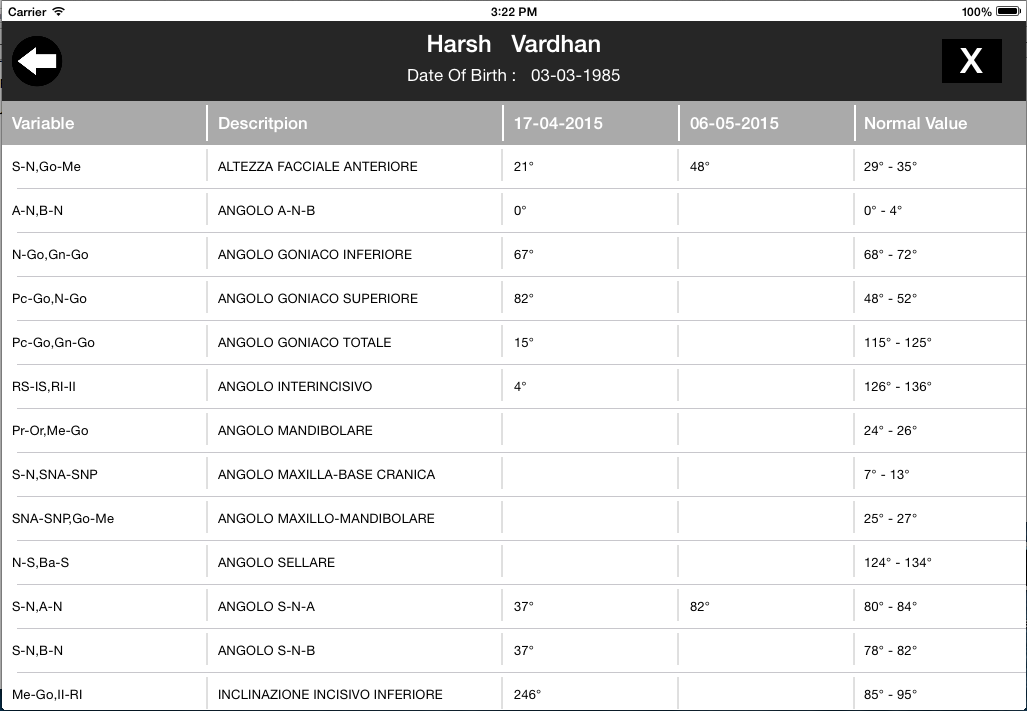 Carrier 3:22 PM 100%
Harsh Vardhan
X
Date Of Birth : 03-03-1985
Variable Descritpion 17-04-2015 06-05-2015 Normal Value
S-N,Go-Me ALTEZZA FACCIALE ANTERIORE 21° 48° 29° - 35°
A-N,B-N ANGOLO A-N-B 0° 0° - 4°
N-Go,Gn-Go ANGOLO GONIACO INFERIORE 67° 68° - 72°
Pc-Go,N-Go ANGOLO GONIACO SUPERIORE 82° 48° - 52°
Pc-Go,Gn-Go ANGOLO GONIACO TOTALE 15° 115° - 125°
RS-IS,RI-II ANGOLO INTERINCISIVO 4° 126° - 136°
Pr-Or,Me-Go ANGOLO MANDIBOLARE 24° - 26°
S-N,SNA-SNP ANGOLO MAXILLA-BASE CRANICA 7° - 13°
SNA-SNP,Go-Me ANGOLO MAXILLO-MANDIBOLARE 25° - 27°
N-S,Ba-S ANGOLO SELLARE 124° - 134°
S-N,A-N ANGOLO S-N-A 37° 82° 80° - 84°
S-N,B-N ANGOLO S-N-B 37° 78° - 82°
Me-Go,II-RI INCLINAZIONE INCISIVO INFERIORE 246° 85° - 95°